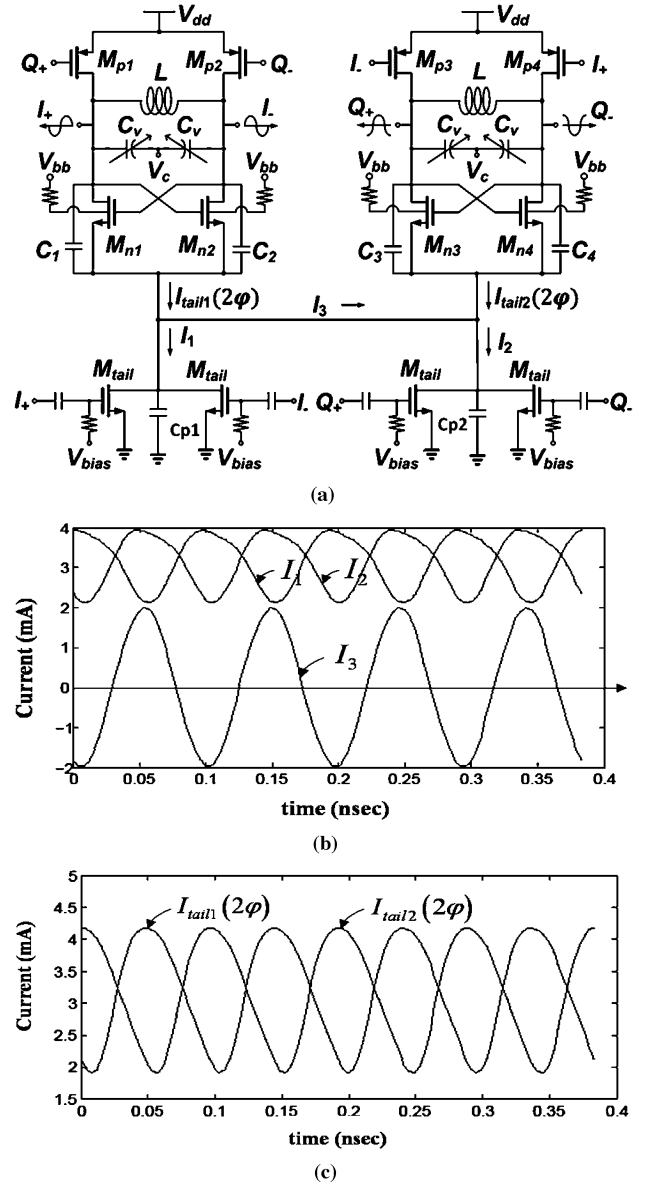 V_dd V_dd
Q+ M_p1 M_p2 Q- I- M_p3 M_p4 I+
L L
I+ I- Q+ Q-
C_v C_v C_v C_v
V_bb V_c V_bb V_bb V_c V_bb
M_n1 M_n2 M_n3 M_n4
C_1 C_2 C_3 C_4
I_tail1(2φ) I_3 I_tail2(2φ)
I_1 I_2
M_tail M_tail M_tail M_tail
I+ I- Q+ Q-
Cp1 Cp2
V_bias V_bias V_bias V_bias
(a)
4
3
2
1
0
−1
−2
Current (mA)
I_1 I_2
I_3
0 0.05 0.1 0.15 0.2 0.25 0.3 0.35 0.4
time (nsec)
(b)
5
4.5
4
3.5
3
2.5
2
1.5
Current (mA)
I_tail1(2φ) I_tail2(2φ)
0 0.05 0.1 0.15 0.2 0.25 0.3 0.35 0.4
time (nsec)
(c)